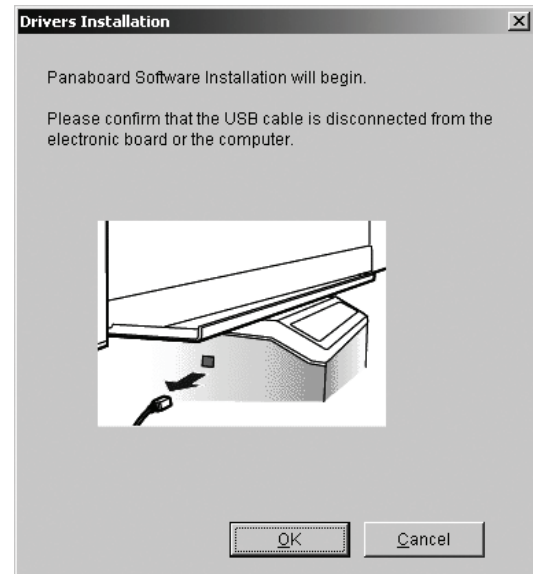 Drivers Installation
Panaboard Software Installation will begin.
Please confirm that the USB cable is disconnected from the
electronic board or the computer.
OK
Cancel